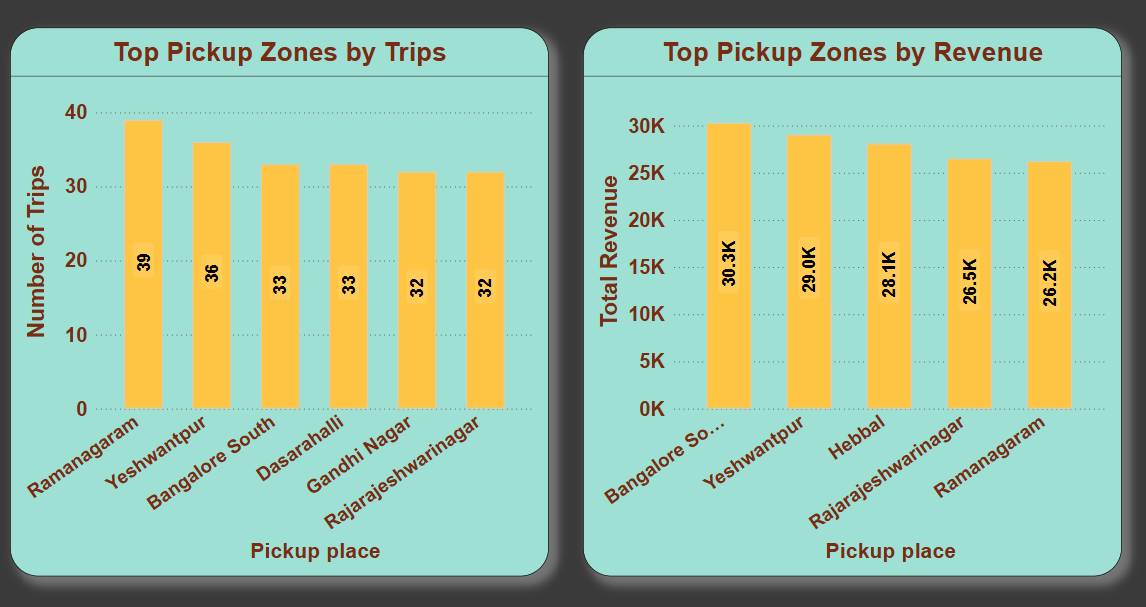 Top Pickup Zones by Trips
Number of Trips
40
30
20
10
0
39
36
33
33
32
32
Ramanagaram
Yeshwantpur
Bangalore South
Dasarahalli
Gandhi Nagar
Rajarajeshwarinagar
Pickup place
Top Pickup Zones by Revenue
Total Revenue
30K
25K
20K
15K
10K
5K
0K
30.3K
29.0K
28.1K
26.5K
26.2K
Bangalore So...
Yeshwantpur
Hebbal
Rajarajeshwarinagar
Ramanagaram
Pickup place